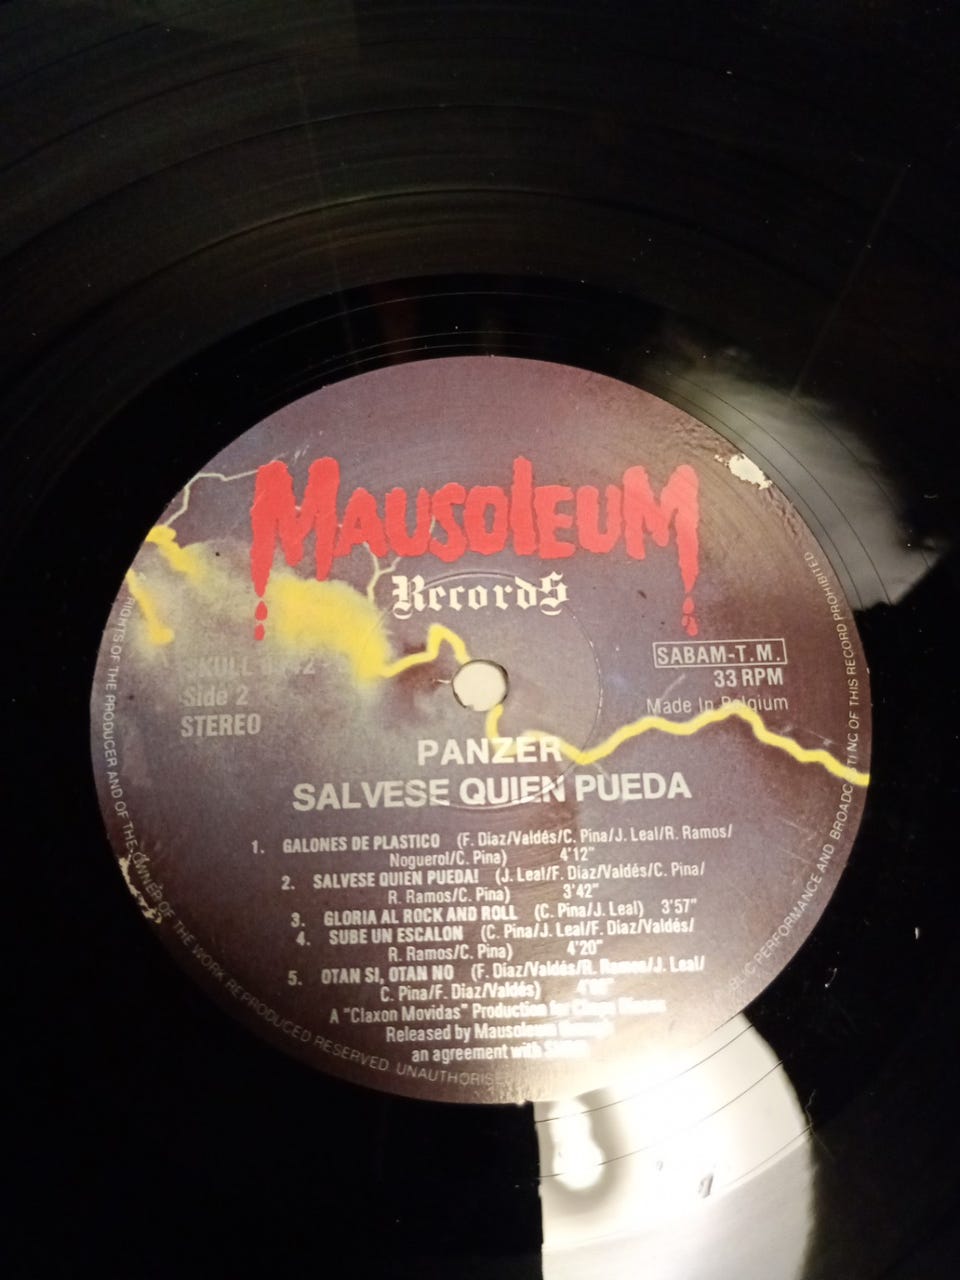 MAUSOLEUM
Records
SKULL
Side 2
STEREO
SABAM-T.M.
33 RPM
Made In Belgium
PANZER
SALVESE QUIEN PUEDA
1. GALONES DE PLASTICO (F. Diaz/Valdés/C. Pina/J. Leal/R. Ramos/
Noguerol/C. Pina) 4'12"
2. SALVESE QUIEN PUEDA! (J. Leal/F. Diaz/Valdés/C. Pina/
R. Ramos/C. Pina) 3'42"
3. GLORIA AL ROCK AND ROLL (C. Pina/J. Leal) 3'57"
4. SUBE UN ESCALON (C. Pina/J. Leal/F. Diaz/Valdés/
R. Ramos/C. Pina) 4'20"
5. OTAN SI, OTAN NO (F. Diaz/Valdés/R. Ramos/J. Leal/
C. Pina/F. Diaz/Valdés)
A "Claxon Movidas" Production for
Released by Mausoleum
an agreement with
RIGHTS OF THE PRODUCER AND OF THE OWNER OF THE WORK REPRODUCED RESERVED. UNAUTHORISE
PERFORMANCE AND BROADCASTING OF THIS RECORD PROHIBITED